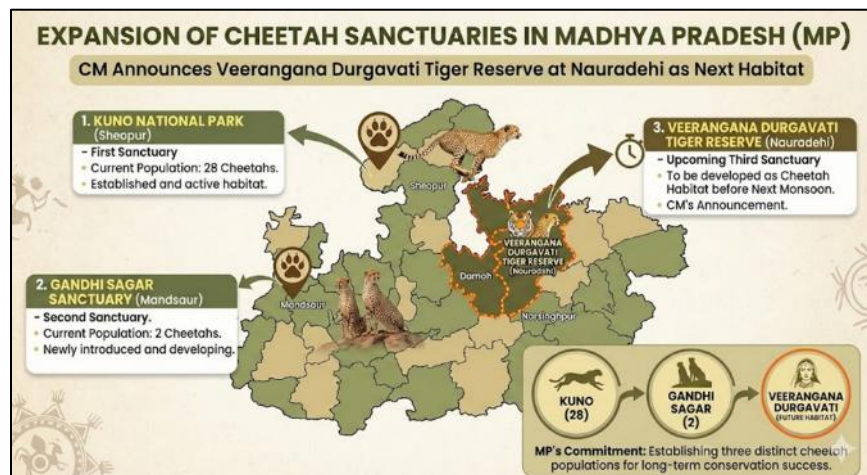 EXPANSION OF CHEETAH SANCTUARIES IN MADHYA PRADESH (MP)
CM Announces Veerangana Durgavati Tiger Reserve at Nauradehi as Next Habitat
1. KUNO NATIONAL PARK
(Sheopur)
- First Sanctuary
• Current Population: 28 Cheetahs.
• Established and active habitat.
Sheopur
3. VEERANGANA DURGAVATI
TIGER RESERVE (Nauradehi)
- Upcoming Third Sanctuary
• To be developed as Cheetah
Habitat before Next Monsoon.
• CM's Announcement.
VEERANGANA
DURGAVATI
TIGER RESERVE
(Nauradehi)
Damoh
Narsinghpur
2. GANDHI SAGAR
SANCTUARY (Mandsaur)
- Second Sanctuary.
• Current Population: 2 Cheetahs.
• Newly introduced and developing.
Mandsaur
KUNO
(28)
GANDHI
SAGAR
(2)
VEERANGANA
DURGAVATI
(FUTURE HABITAT)
MP's Commitment: Establishing three distinct cheetah
populations for long-term conservation success.